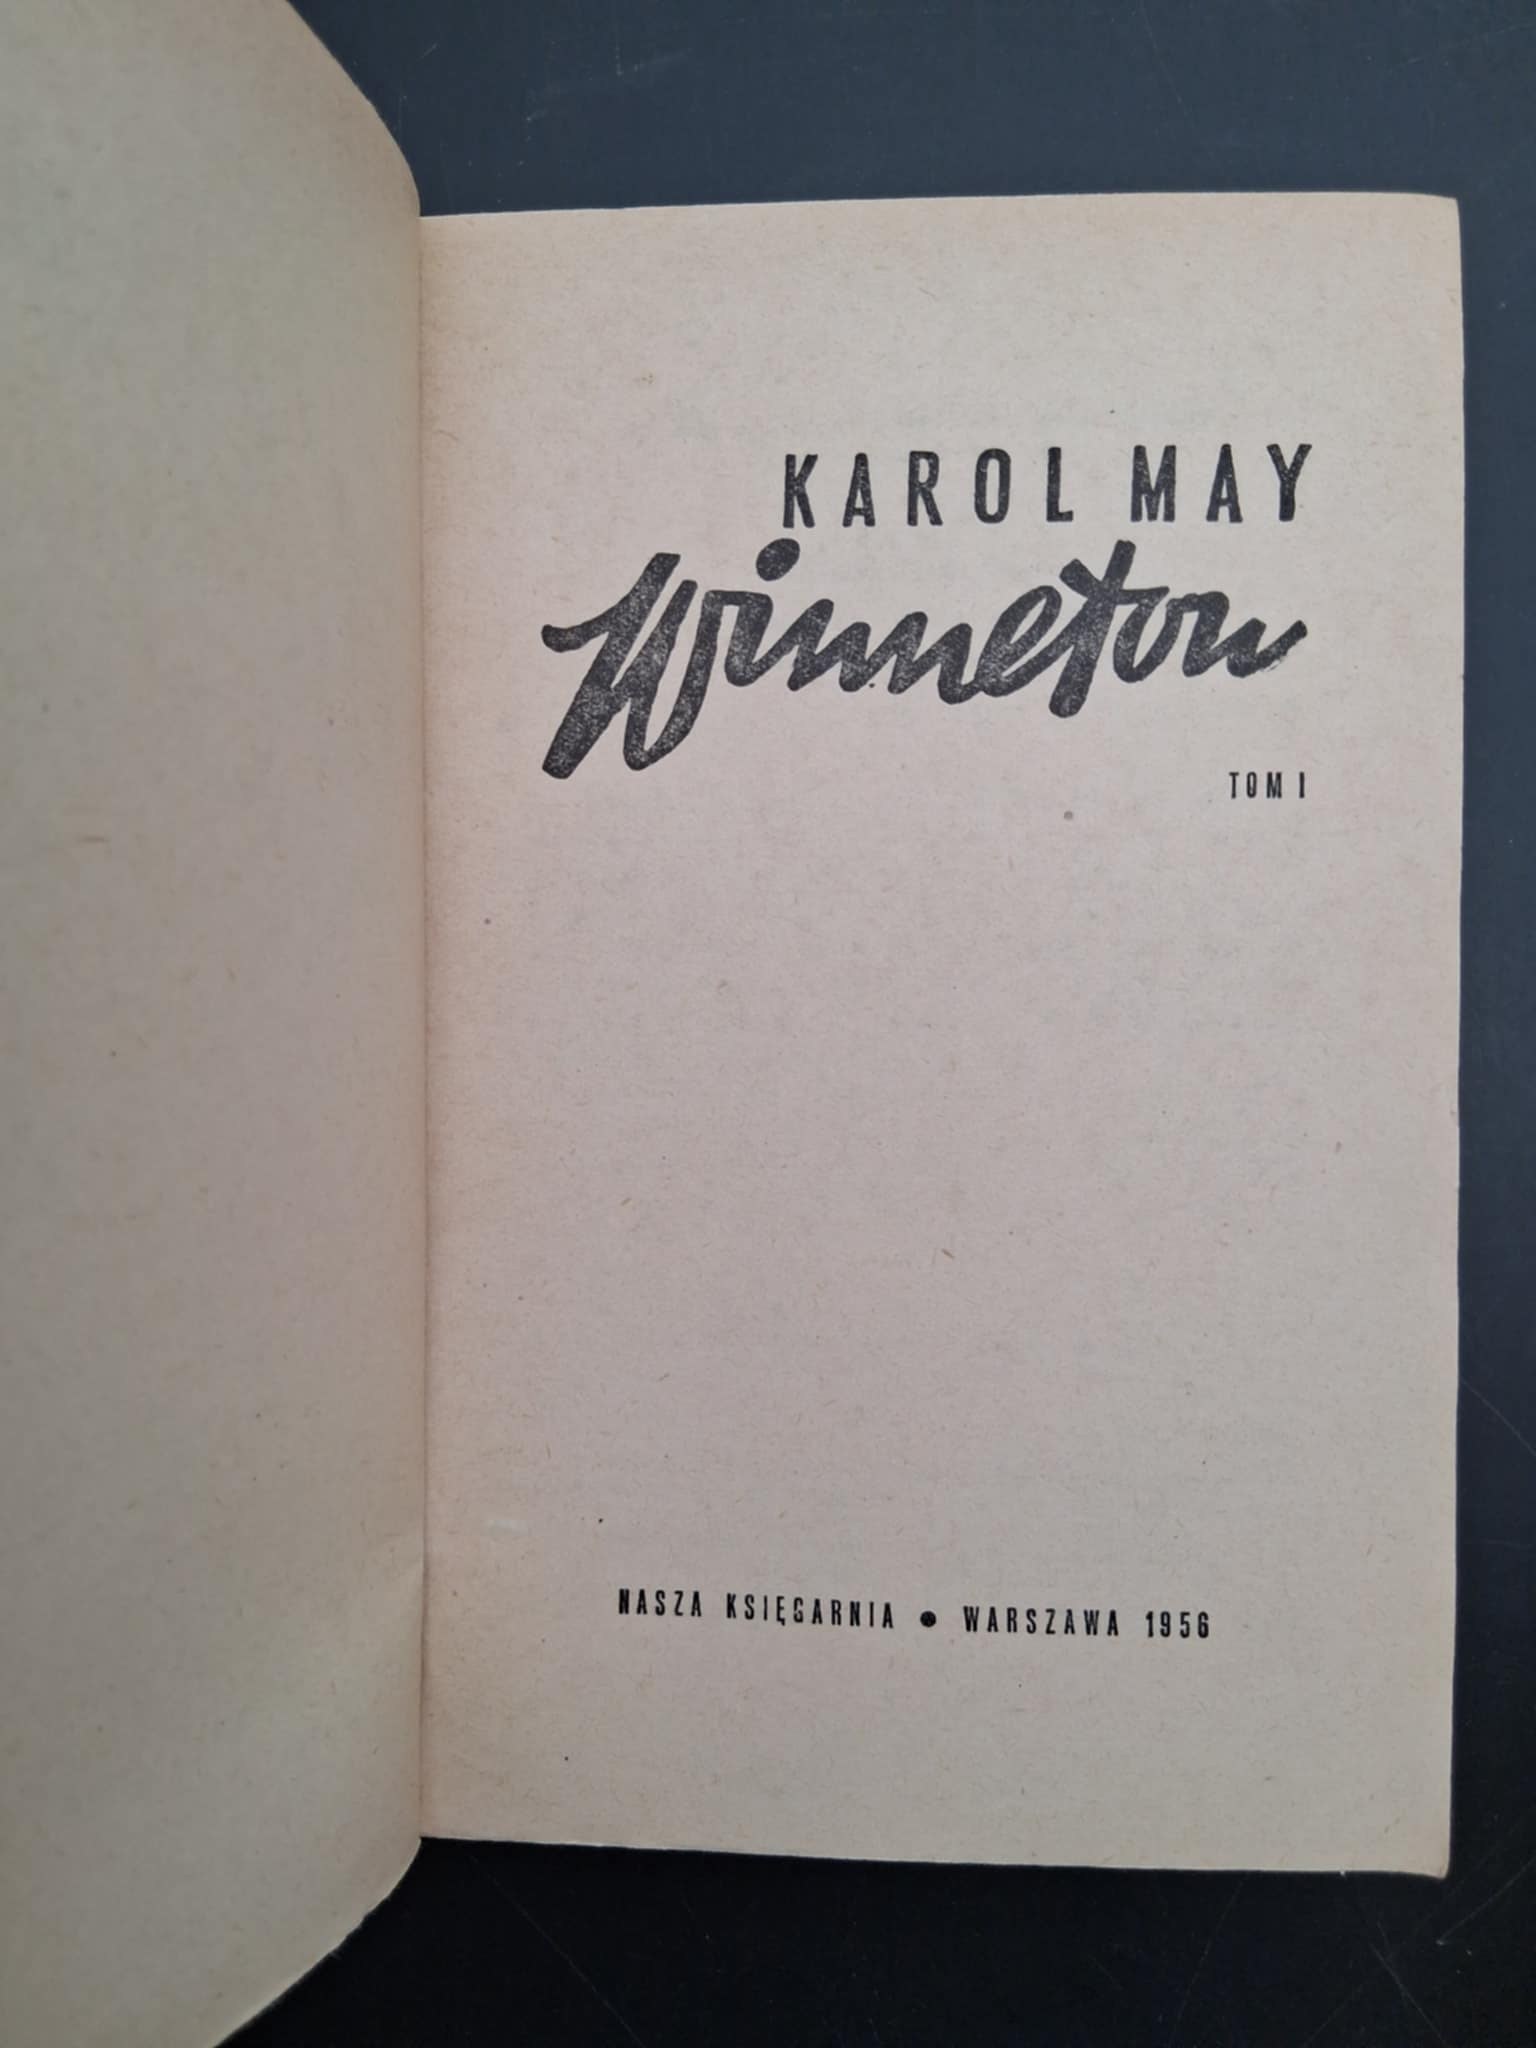 KAROL MAY
Winnetou
TOM I
NASZA KSIĘGARNIA ● WARSZAWA 1956